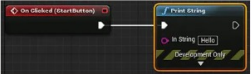 On Clicked (StartButton)
Print String
In String Hello
Development Only